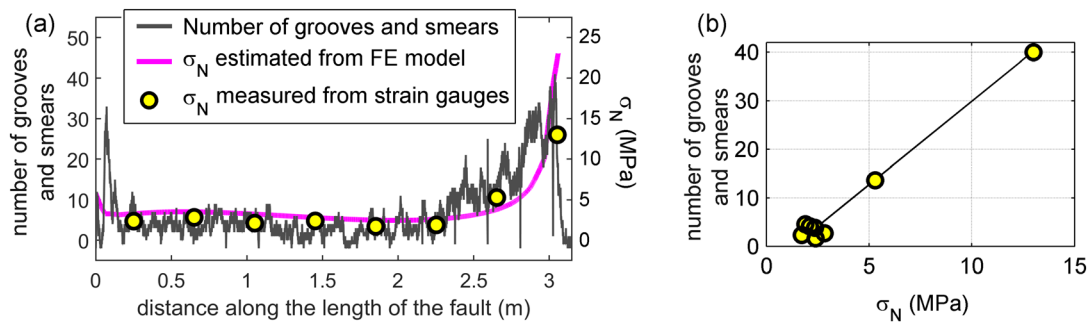 (a)
Number of grooves and smears
σN estimated from FE model
σN measured from strain gauges
number of grooves
and smears
50
40
30
20
10
0
25
20
15
10
5
0
σN (MPa)
0 0.5 1 1.5 2 2.5 3
distance along the length of the fault (m)
(b)
number of grooves
and smears
40
30
20
10
0
0 5 10 15
σN (MPa)